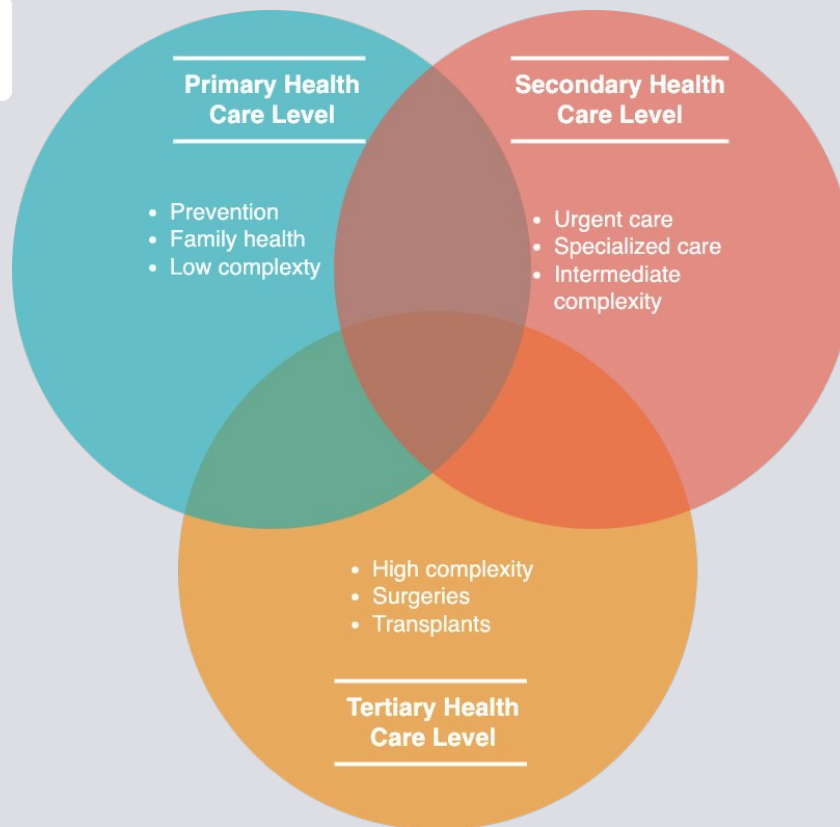 Primary Health
Care Level
• Prevention
• Family health
• Low complexty
Secondary Health
Care Level
• Urgent care
• Specialized care
• Intermediate
complexity
• High complexity
• Surgeries
• Transplants
Tertiary Health
Care Level